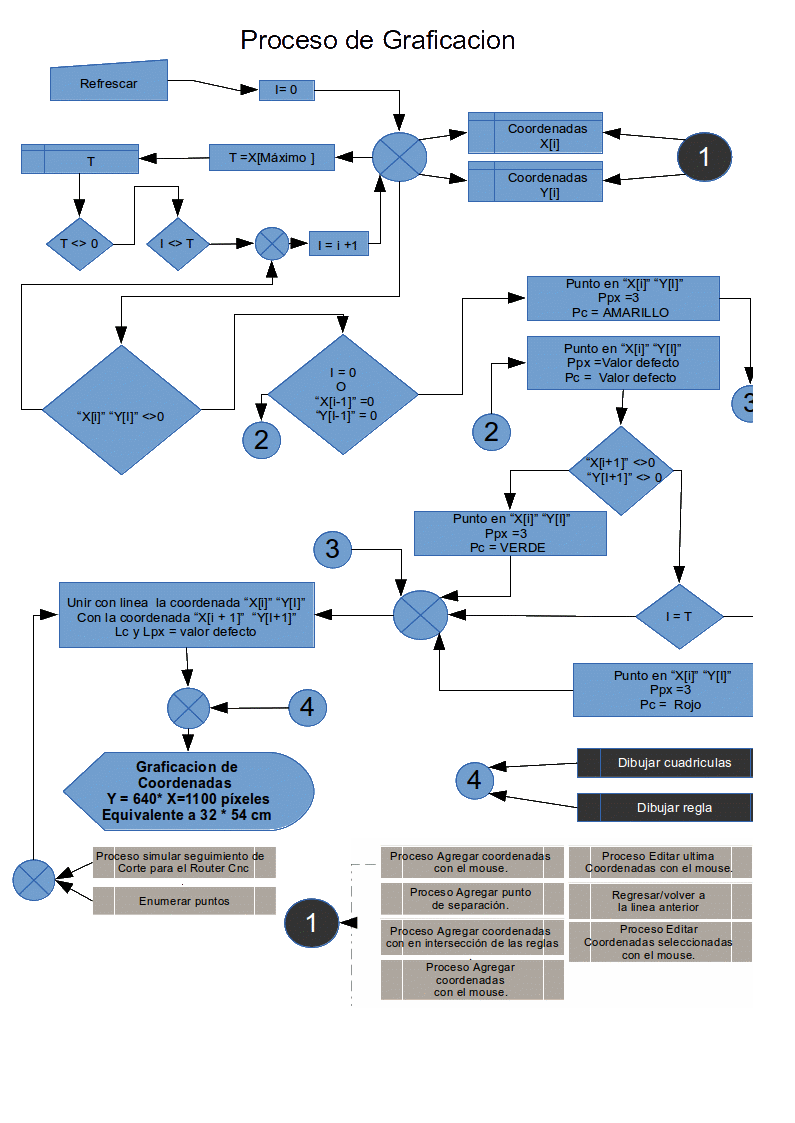 Proceso de Graficacion
Refrescar
I= 0
Coordenadas
X[i]
1
T
T =X[Máximo ]
Coordenadas
Y[i]
T <> 0
I <> T
I = i +1
Punto en “X[i]” “Y[I]”
Ppx =3
Pc = AMARILLO
Punto en “X[i]” “Y[I]”
Ppx =Valor defecto
Pc = Valor defecto
I = 0
O
“X[i-1]” =0
“Y[i-1]” = 0
“X[i]” “Y[I]” <>0
3
2
2
“X[i+1]” <>0
“Y[I+1]” <> 0
Punto en “X[i]” “Y[I]”
Ppx =3
Pc = VERDE
3
Unir con linea la coordenada “X[i]” “Y[I]”
Con la coordenada “X[i + 1]” “Y[I+1]”
Lc y Lpx = valor defecto
I = T
Punto en “X[i]” “Y[I]”
Ppx =3
Pc = Rojo
4
Graficacion de
Coordenadas
Y = 640* X=1100 píxeles
Equivalente a 32 * 54 cm
4
Dibujar cuadriculas
Dibujar regla
Proceso simular seguimiento de
Corte para el Router Cnc
.
Enumerar puntos
1
Proceso Agregar coordenadas
con el mouse.
Proceso Agregar punto
de separación.
Proceso Agregar coordenadas
con en intersección de las reglas
.
Proceso Agregar
coordenadas
con el mouse.
Proceso Editar ultima
Coordenadas con el mouse.
Regresar/volver a
la linea anterior
Proceso Editar
Coordenadas seleccionadas
con el mouse.